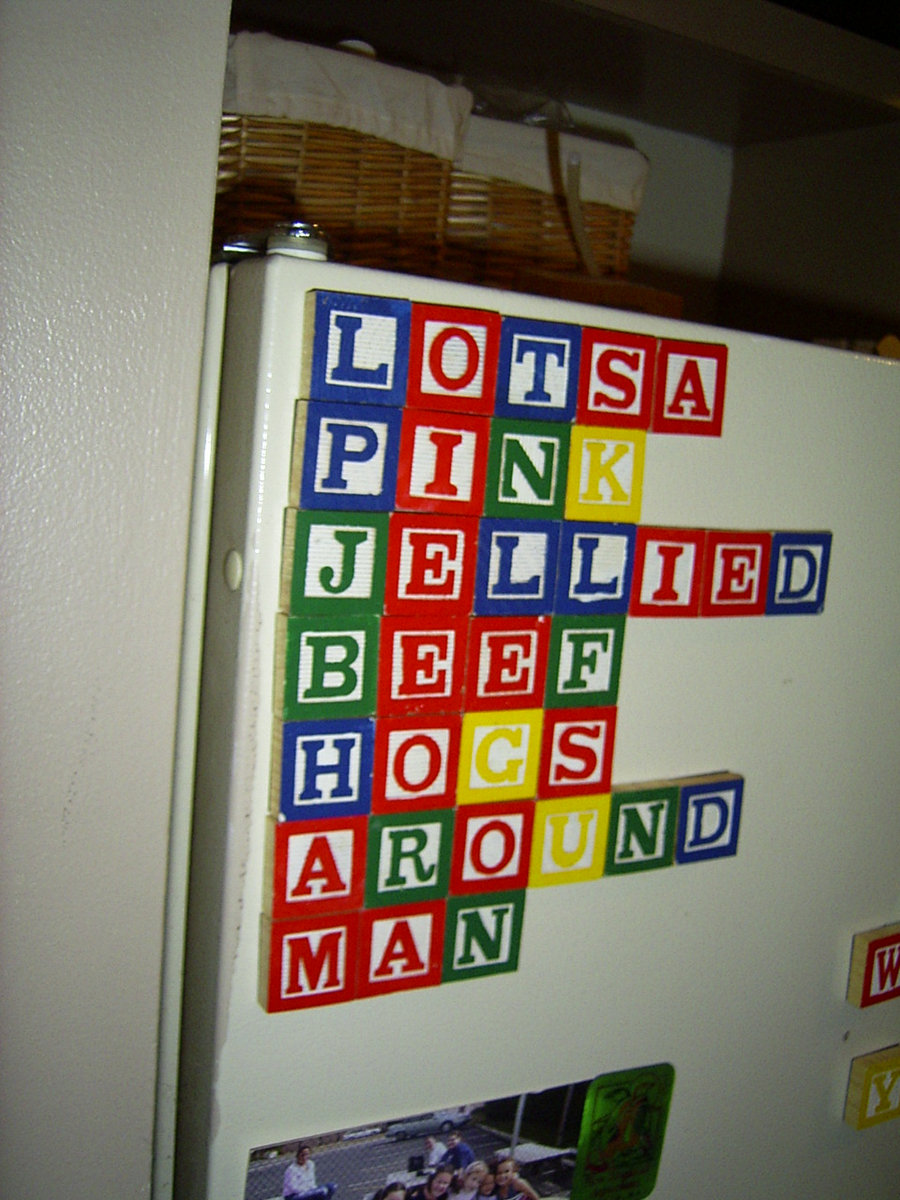 LOTSA
PINK
JELLIED
BEEF
HOGS
AROUND
MAN
W
Y